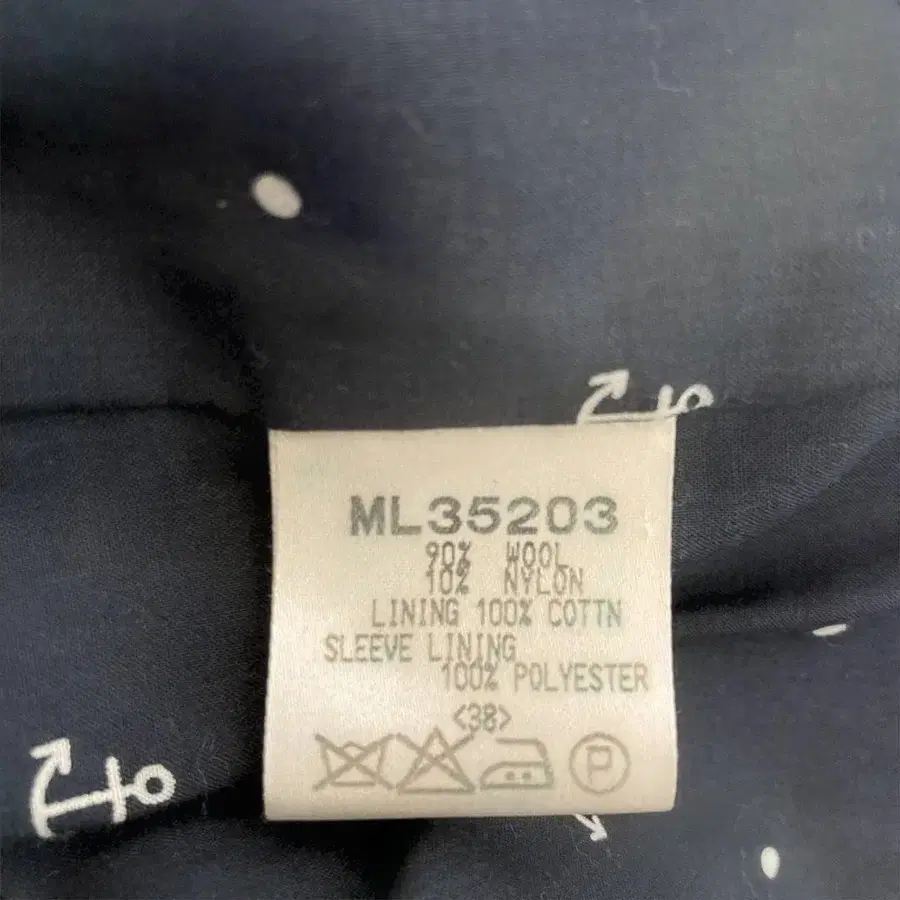 ML35203
90% WOOL
10% NYLON
LINING 100% COTTN
SLEEVE LINING
100% POLYESTER
<38>
P